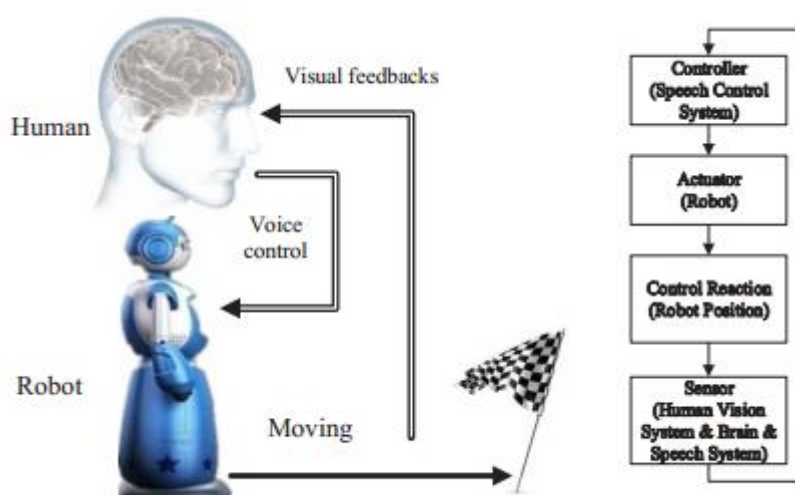 Visual feedbacks
Human
Voice
control
Robot
Moving
Controller
(Speech Control
System)
Actuator
(Robot)
Control Reaction
(Robot Position)
Sensor
(Human Vision
System & Brain &
Speech System)